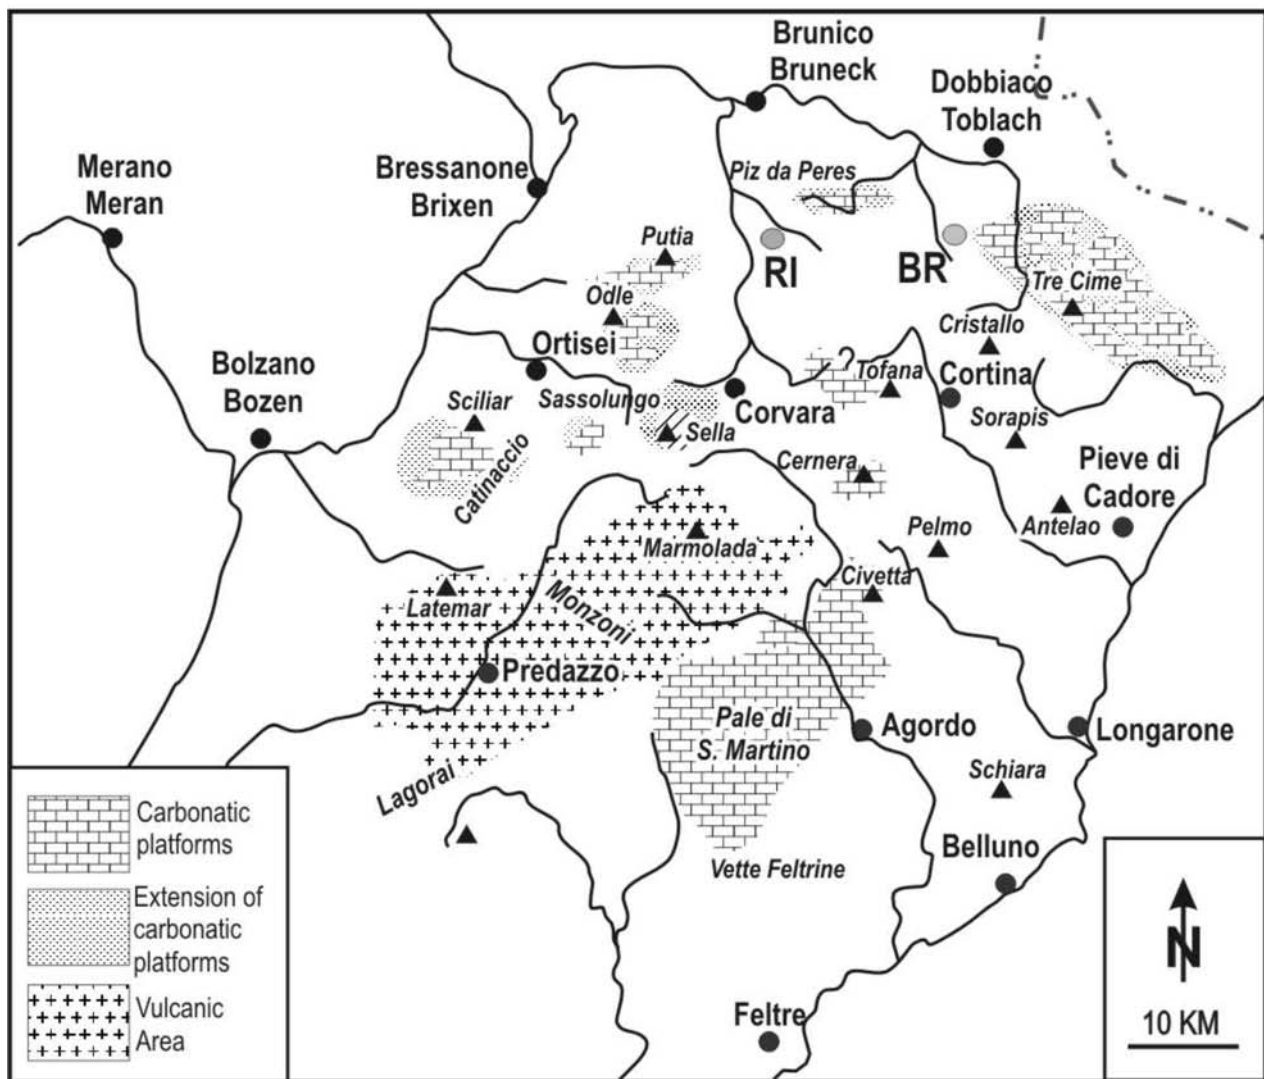 Brunico
Bruneck
Dobbiaco
Toblach
Merano
Meran
Bressanone
Brixen
Piz da Peres
Putia
RI
BR
Tre Cime
Odle
Cristallo
Ortisei
Bolzano
Bozen
?
Tofana
Cortina
Sciliar
Sassolungo
Corvara
Sorapis
Sella
Catinaccio
Cernera
Pieve di
Cadore
Pelmo
Antelao
Marmolada
Civetta
Latemar
Monzoni
Predazzo
Pale di
S. Martino
Agordo
Longarone
Lagorai
Schiara
Vette Feltrine
Belluno
Feltre
Carbonatic
platforms
Extension of
carbonatic
platforms
Vulcanic
Area
N
10 KM